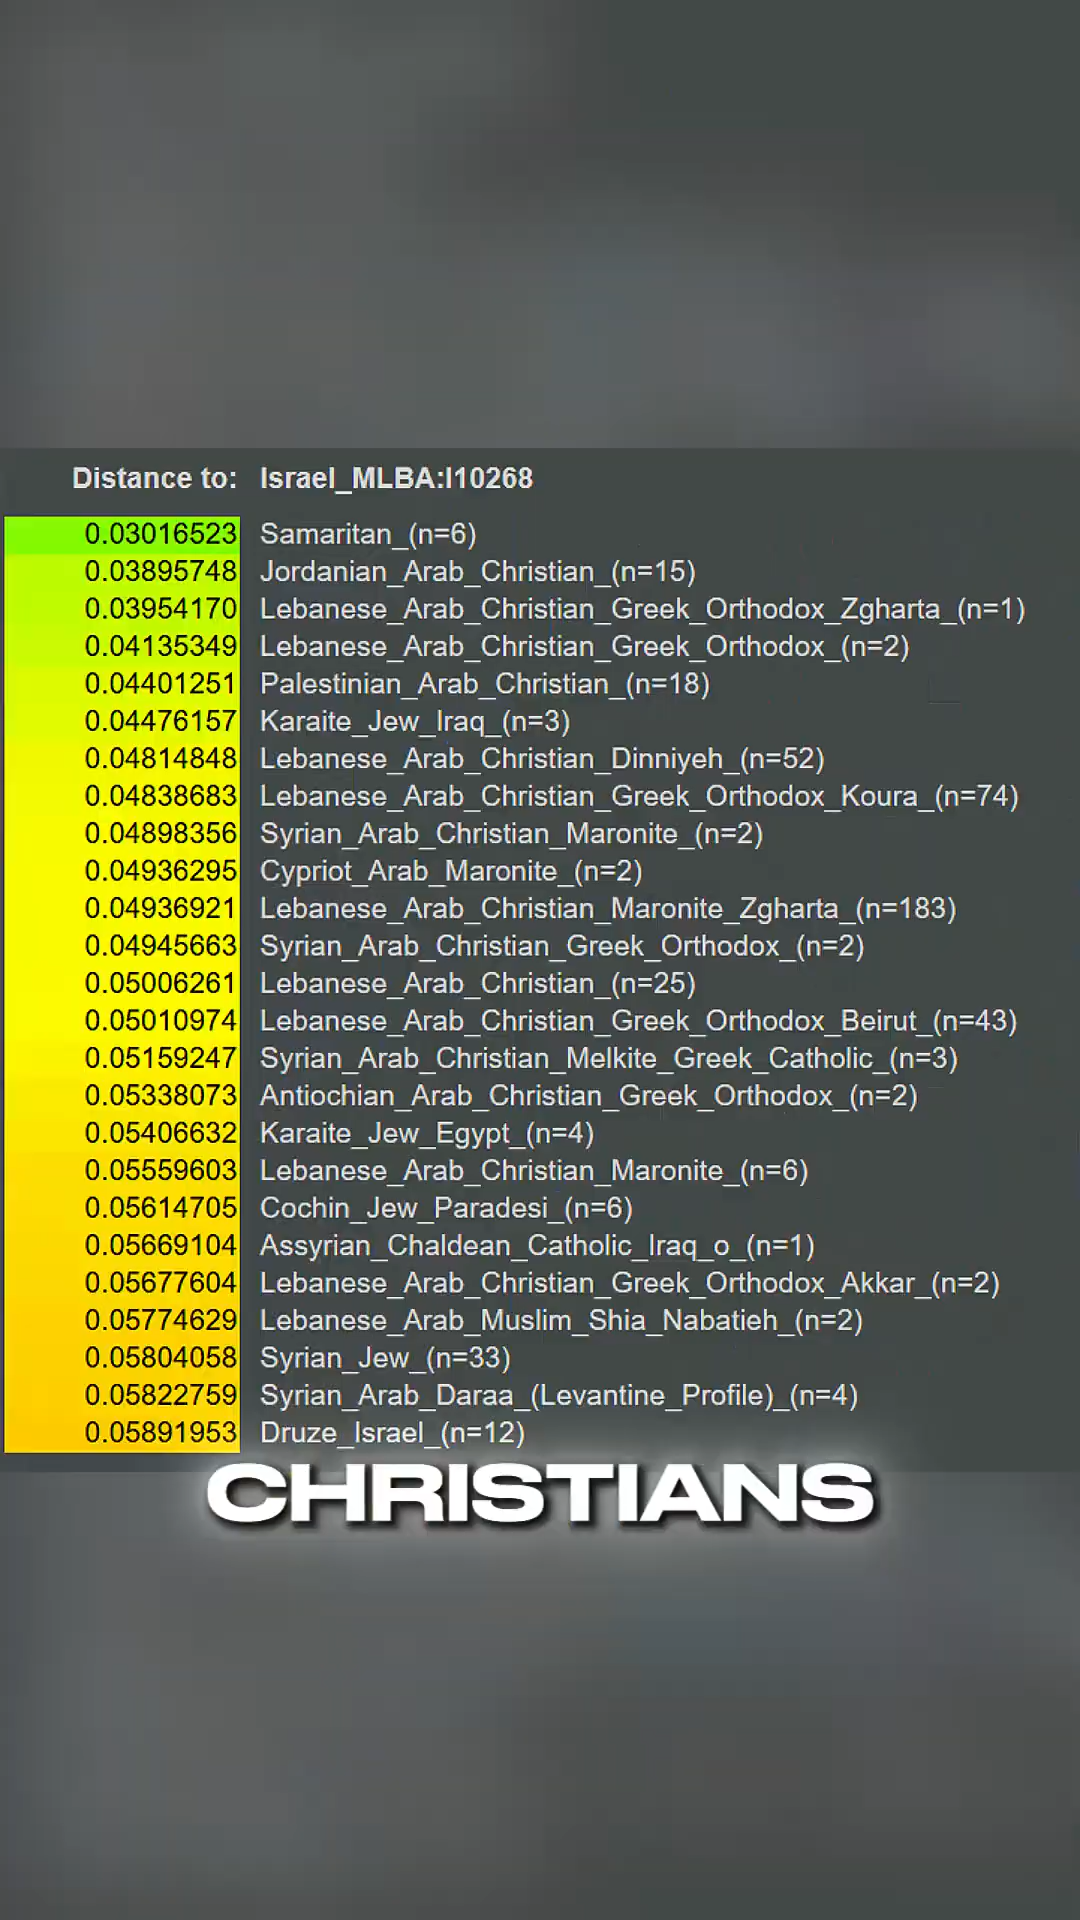 Distance to: Israel_MLBA:I10268
0.03016523 Samaritan_(n=6)
0.03895748 Jordanian_Arab_Christian_(n=15)
0.03954170 Lebanese_Arab_Christian_Greek_Orthodox_Zgharta_(n=1)
0.04135349 Lebanese_Arab_Christian_Greek_Orthodox_(n=2)
0.04401251 Palestinian_Arab_Christian_(n=18)
0.04476157 Karaite_Jew_Iraq_(n=3)
0.04814848 Lebanese_Arab_Christian_Dinniyeh_(n=52)
0.04838683 Lebanese_Arab_Christian_Greek_Orthodox_Koura_(n=74)
0.04898356 Syrian_Arab_Christian_Maronite_(n=2)
0.04936295 Cypriot_Arab_Maronite_(n=2)
0.04936921 Lebanese_Arab_Christian_Maronite_Zgharta_(n=183)
0.04945663 Syrian_Arab_Christian_Greek_Orthodox_(n=2)
0.05006261 Lebanese_Arab_Christian_(n=25)
0.05010974 Lebanese_Arab_Christian_Greek_Orthodox_Beirut_(n=43)
0.05159247 Syrian_Arab_Christian_Melkite_Greek_Catholic_(n=3)
0.05338073 Antiochian_Arab_Christian_Greek_Orthodox_(n=2)
0.05406632 Karaite_Jew_Egypt_(n=4)
0.05559603 Lebanese_Arab_Christian_Maronite_(n=6)
0.05614705 Cochin_Jew_Paradesi_(n=6)
0.05669104 Assyrian_Chaldean_Catholic_Iraq_o_(n=1)
0.05677604 Lebanese_Arab_Christian_Greek_Orthodox_Akkar_(n=2)
0.05774629 Lebanese_Arab_Muslim_Shia_Nabatieh_(n=2)
0.05804058 Syrian_Jew_(n=33)
0.05822759 Syrian_Arab_Daraa_(Levantine_Profile)_(n=4)
0.05891953 Druze_Israel_(n=12)
CHRISTIANS